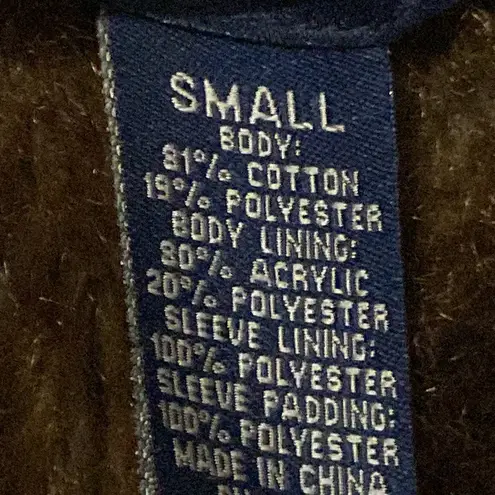 SMALL
BODY:
81% COTTON
19% POLYESTER
BODY LINING:
80% ACRYLIC
20% POLYESTER
SLEEVE LINING:
100% POLYESTER
SLEEVE PADDING:
100% POLYESTER
MADE IN CHINA